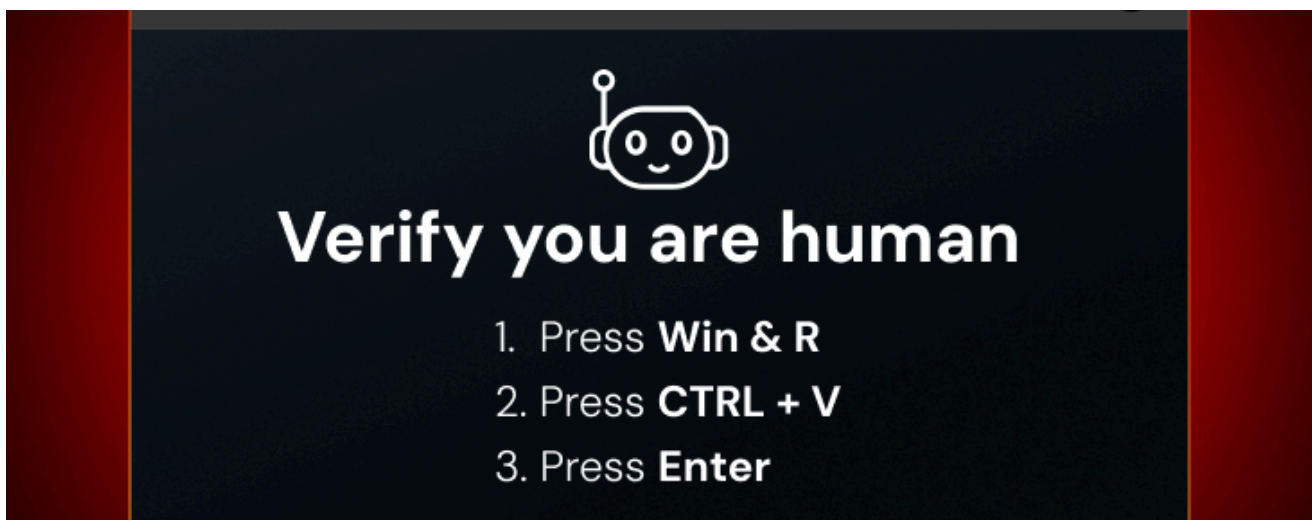 Verify you are human
1. Press Win & R
2. Press CTRL + V
3. Press Enter